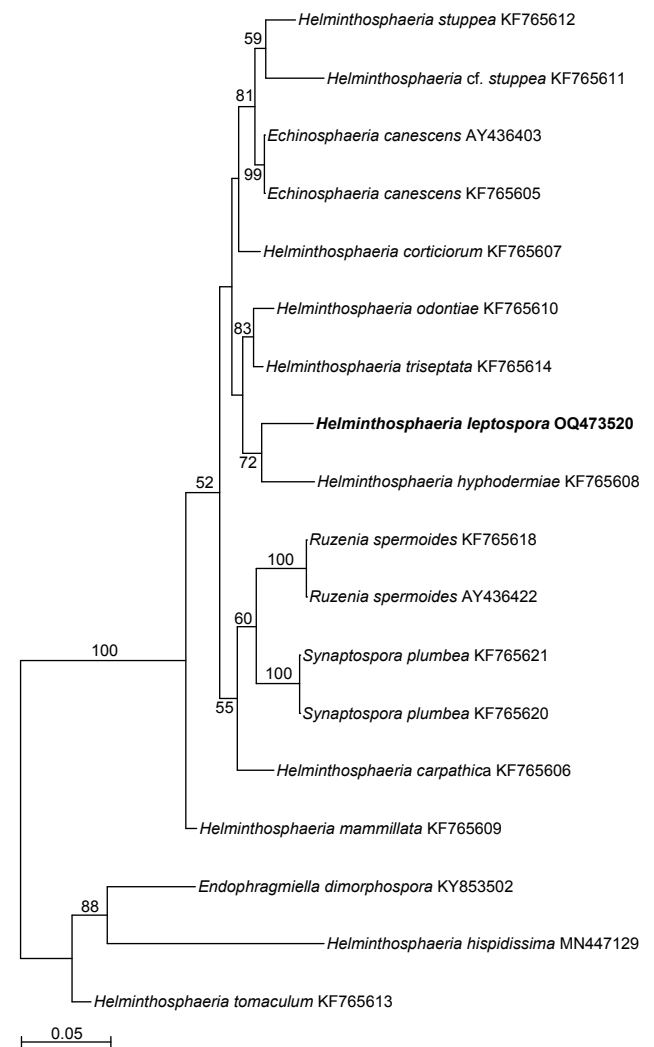 Helminthosphaeria stuppea KF765612
59
Helminthosphaeria cf. stuppea KF765611
81
Echinosphaeria canescens AY436403
99
Echinosphaeria canescens KF765605
Helminthosphaeria corticiorum KF765607
Helminthosphaeria odontiae KF765610
83
Helminthosphaeria triseptata KF765614
Helminthosphaeria leptospora OQ473520
72
Helminthosphaeria hyphodermiae KF765608
52
Ruzenia spermoides KF765618
100
Ruzenia spermoides AY436422
60
Synaptospora plumbea KF765621
100
100
Synaptospora plumbea KF765620
55
Helminthosphaeria carpathica KF765606
Helminthosphaeria mammillata KF765609
Endophragmiella dimorphospora KY853502
88
Helminthosphaeria hispidissima MN447129
Helminthosphaeria tomaculum KF765613
0.05